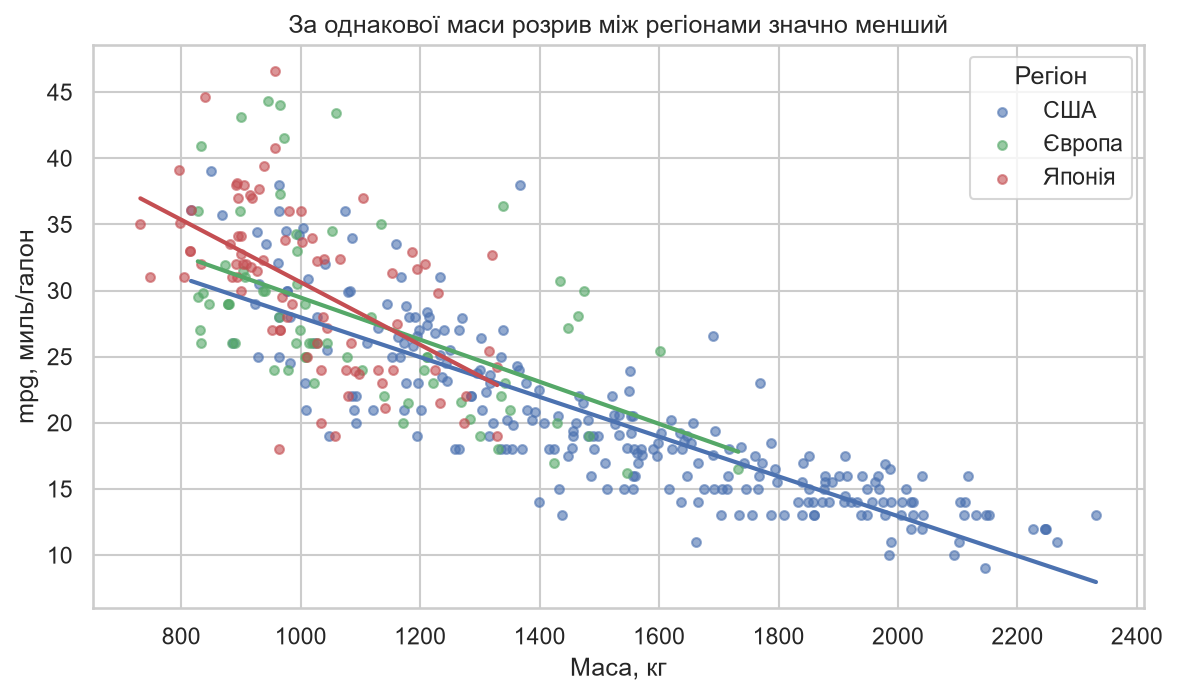 За однакової маси розрив між регіонами значно менший
Регіон
США
Європа
Японія
mpg, миль/галон
45
40
35
30
25
20
15
10
800 1000 1200 1400 1600 1800 2000 2200 2400
Маса, кг